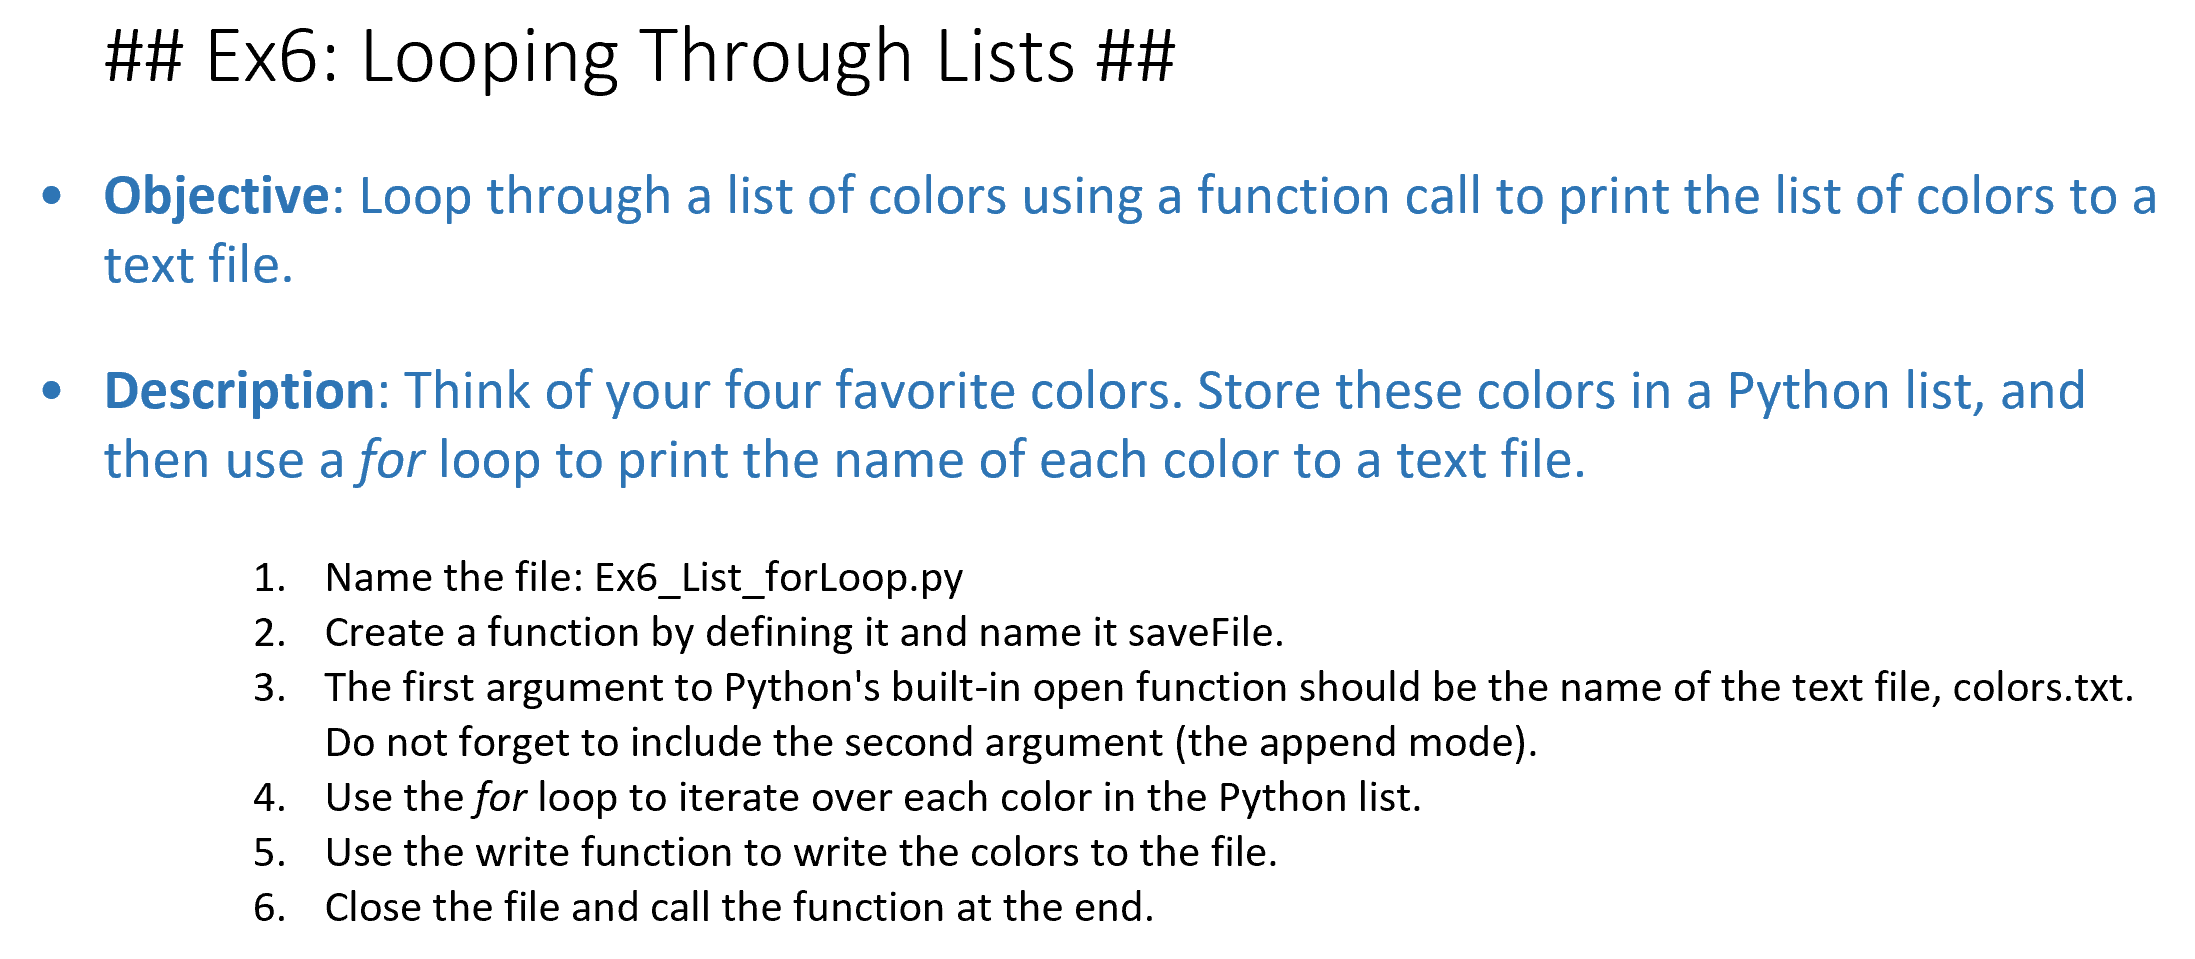 ## Ex6: Looping Through Lists ##
• Objective: Loop through a list of colors using a function call to print the list of colors to a
text file.
• Description: Think of your four favorite colors. Store these colors in a Python list, and
then use a for loop to print the name of each color to a text file.
1. Name the file: Ex6_List_forLoop.py
2. Create a function by defining it and name it saveFile.
3. The first argument to Python's built-in open function should be the name of the text file, colors.txt.
Do not forget to include the second argument (the append mode).
4. Use the for loop to iterate over each color in the Python list.
5. Use the write function to write the colors to the file.
6. Close the file and call the function at the end.